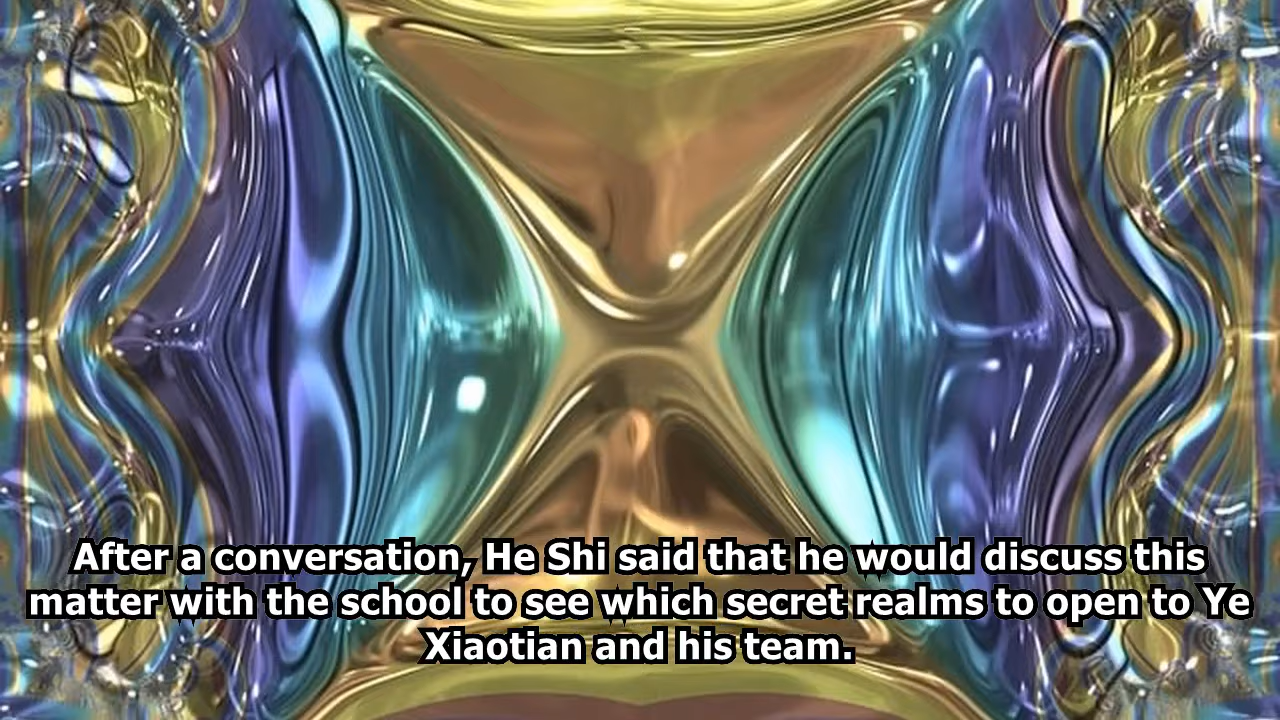 After a conversation, He Shi said that he would discuss this
matter with the school to see which secret realms to open to Ye
Xiaotian and his team.